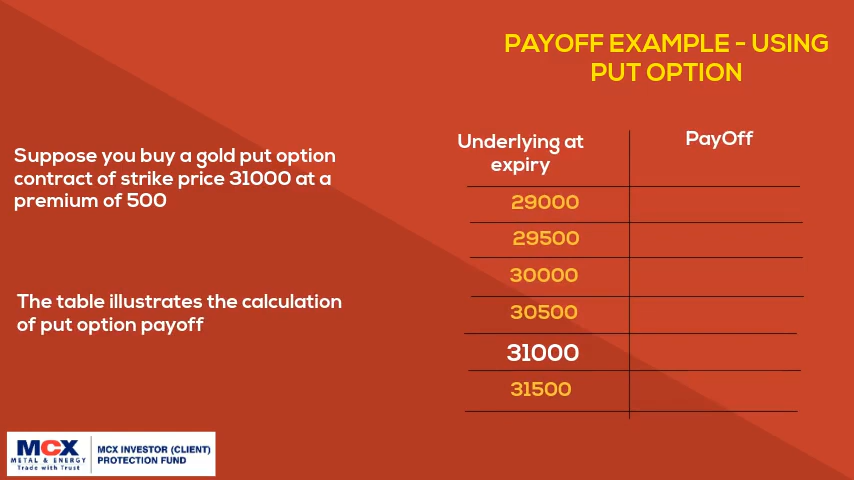 PAYOFF EXAMPLE - USING
PUT OPTION
Suppose you buy a gold put option
contract of strike price 31000 at a
premium of 500
The table illustrates the calculation
of put option payoff
Underlying at
expiry
PayOff
29000
29500
30000
30500
31000
31500
MCX
METAL & ENERGY
Trade with Trust
MCX INVESTOR (CLIENT)
PROTECTION FUND